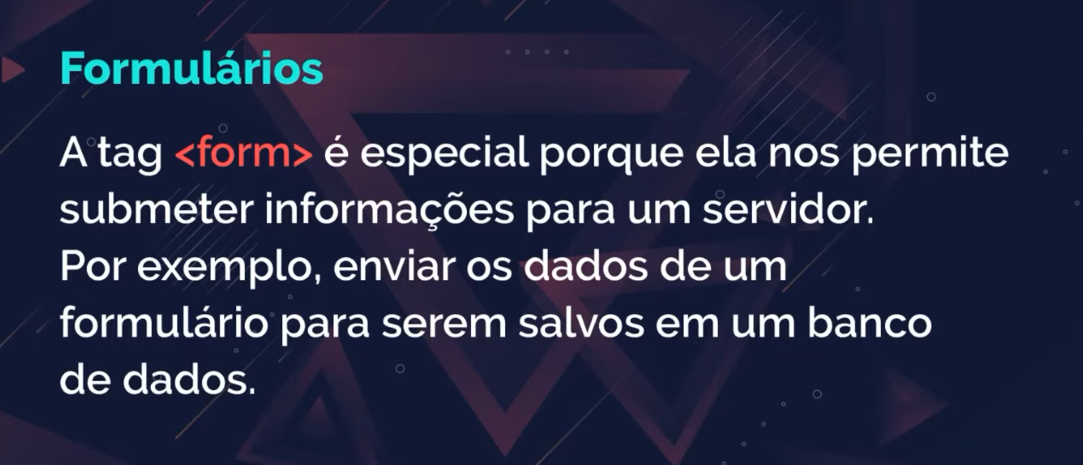 Formulários
A tag <form> é especial porque ela nos permite
submeter informações para um servidor.
Por exemplo, enviar os dados de um
formulário para serem salvos em um banco
de dados.